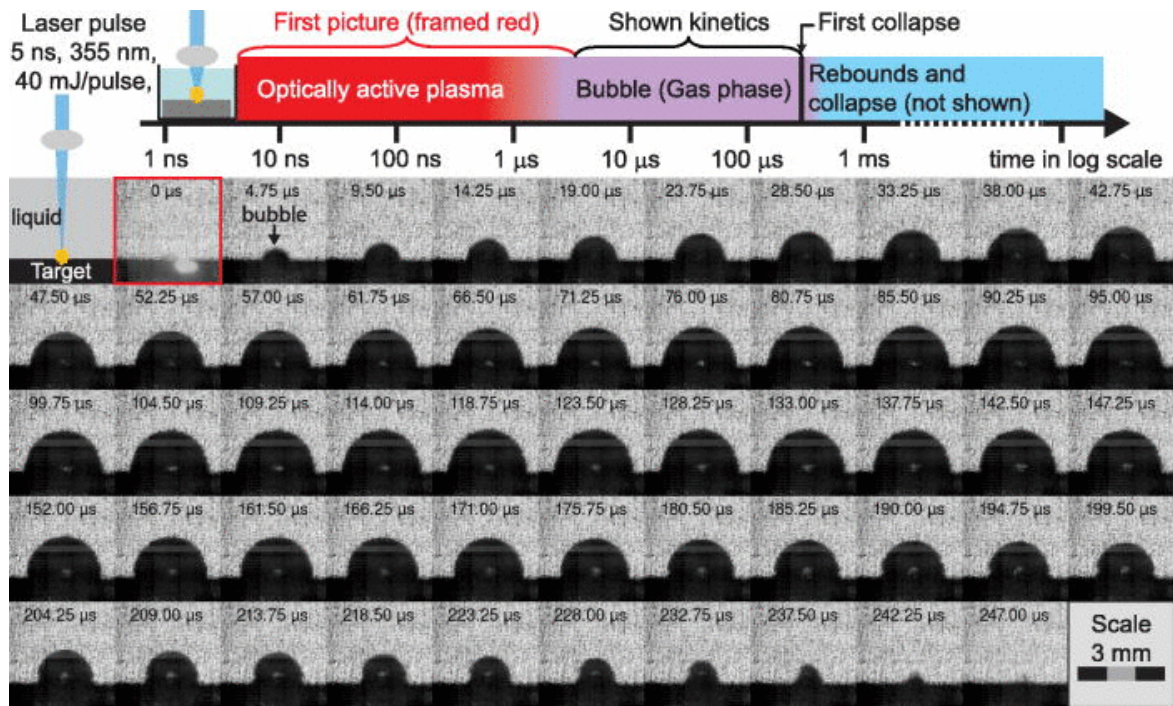 Laser pulse
5 ns, 355 nm,
40 mJ/pulse,
First picture (framed red)
Shown kinetics
First collapse
Optically active plasma
Bubble (Gas phase)
Rebounds and
collapse (not shown)
1 ns 10 ns 100 ns 1 µs 10 µs 100 µs 1 ms time in log scale
0 µs 4.75 µs 9.50 µs 14.25 µs 19.00 µs 23.75 µs 28.50 µs 33.25 µs 38.00 µs 42.75 µs
liquid bubble
Target
47.50 µs 52.25 µs 57.00 µs 61.75 µs 66.50 µs 71.25 µs 76.00 µs 80.75 µs 85.50 µs 90.25 µs 95.00 µs
99.75 µs 104.50 µs 109.25 µs 114.00 µs 118.75 µs 123.50 µs 128.25 µs 133.00 µs 137.75 µs 142.50 µs 147.25 µs
152.00 µs 156.75 µs 161.50 µs 166.25 µs 171.00 µs 175.75 µs 180.50 µs 185.25 µs 190.00 µs 194.75 µs 199.50 µs
204.25 µs 209.00 µs 213.75 µs 218.50 µs 223.25 µs 228.00 µs 232.75 µs 237.50 µs 242.25 µs 247.00 µs
Scale
3 mm